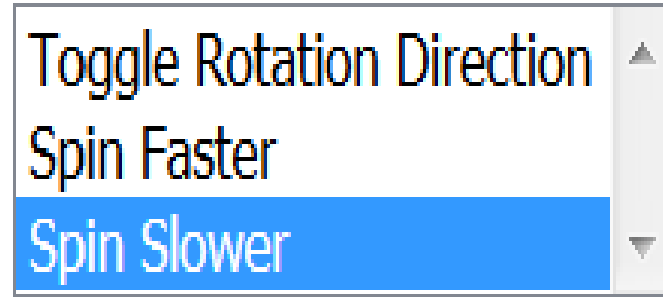 Toggle Rotation Direction
Spin Faster
Spin Slower